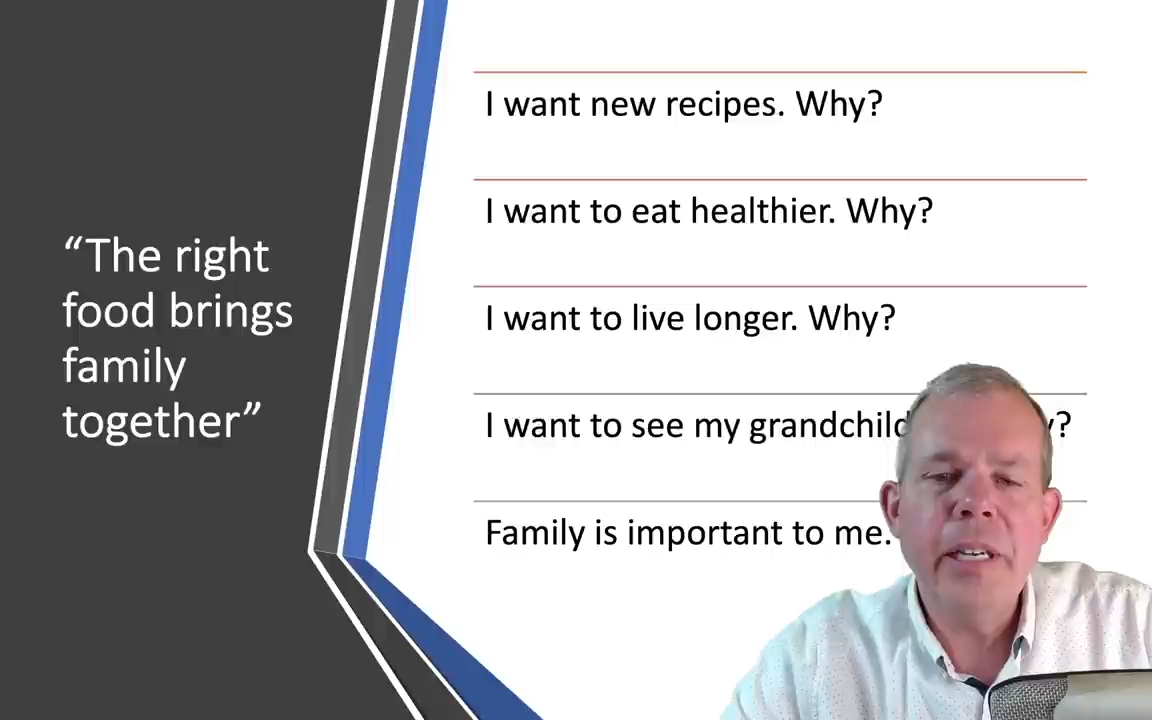 “The right
food brings
family
together”
I want new recipes. Why?
I want to eat healthier. Why?
I want to live longer. Why?
I want to see my
Family is important to me.